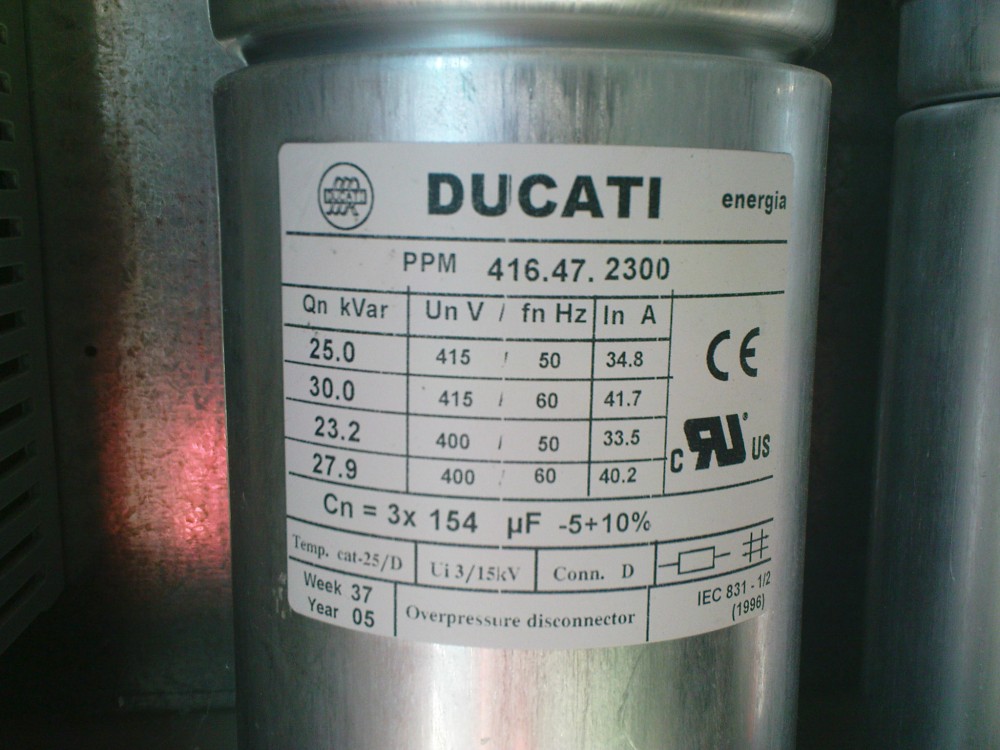 DUCATI
DUCATI energia
PPM 416.47. 2300
Qn kVar Un V / fn Hz In A
25.0 415 / 50 34.8
30.0 415 / 60 41.7
23.2 400 / 50 33.5
27.9 400 / 60 40.2
CE
c RU US
Cn = 3x 154 µF -5+10%
Temp. cat-25/D Ui 3/15kV Conn. D
Week 37
Year 05
Overpressure disconnector
IEC 831 - 1/2
(1996)